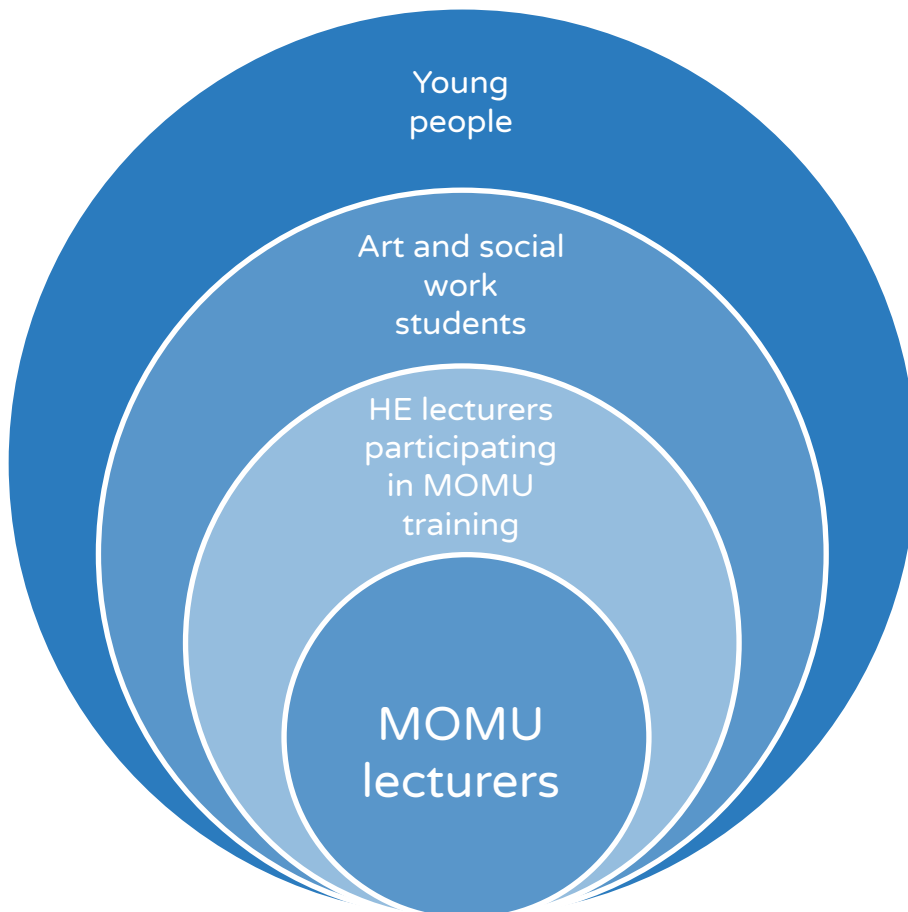 Young
people
Art and social
work
students
HE lecturers
participating
in MOMU
training
MOMU
lecturers